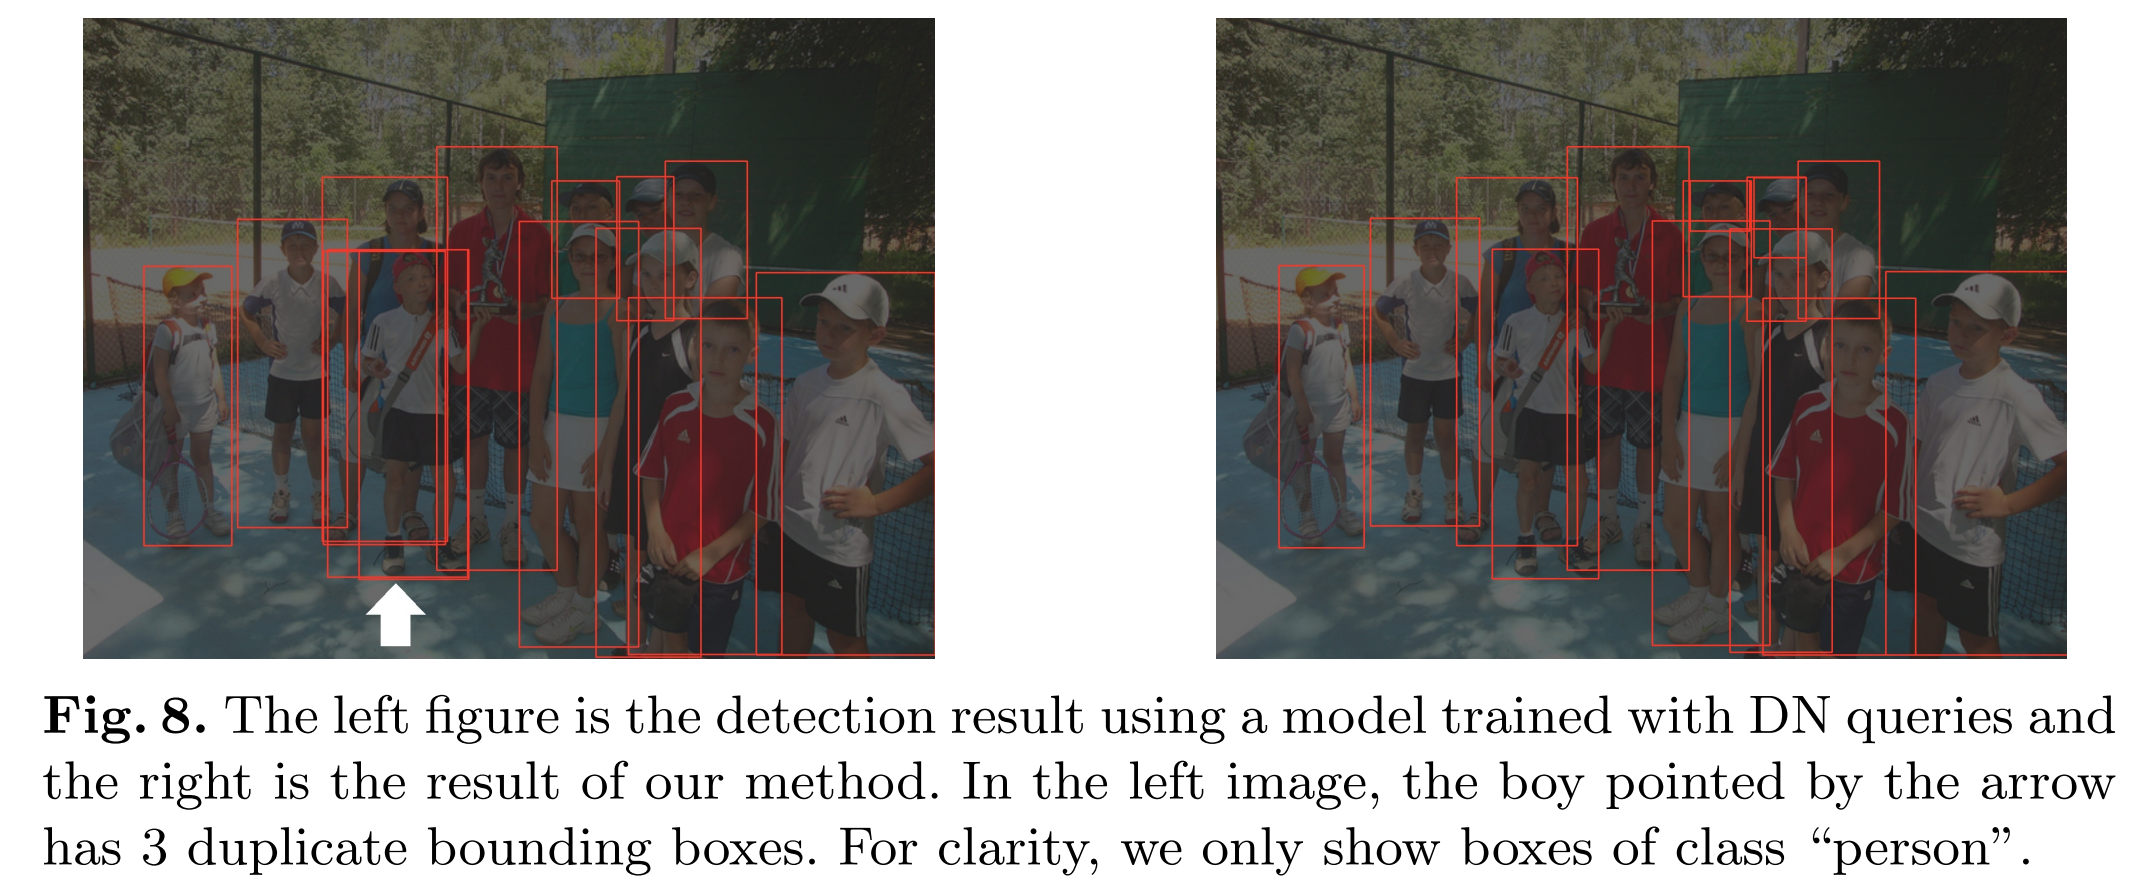 Fig. 8. The left figure is the detection result using a model trained with DN queries and
the right is the result of our method. In the left image, the boy pointed by the arrow
has 3 duplicate bounding boxes. For clarity, we only show boxes of class “person”.